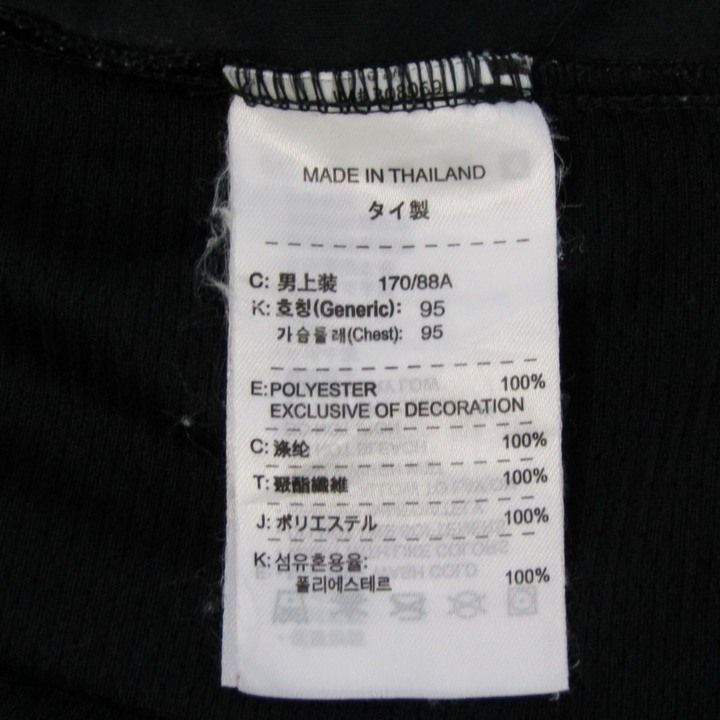 MADE IN THAILAND
タイ製
C: 男上装 170/88A
K: 호칭(Generic): 95
가슴둘레(Chest): 95
E:POLYESTER 100%
EXCLUSIVE OF DECORATION
C: 涤纶 100%
T: 聚酯纖維 100%
J: ポリエステル 100%
K: 섬유혼용율:
폴리에스테르 100%